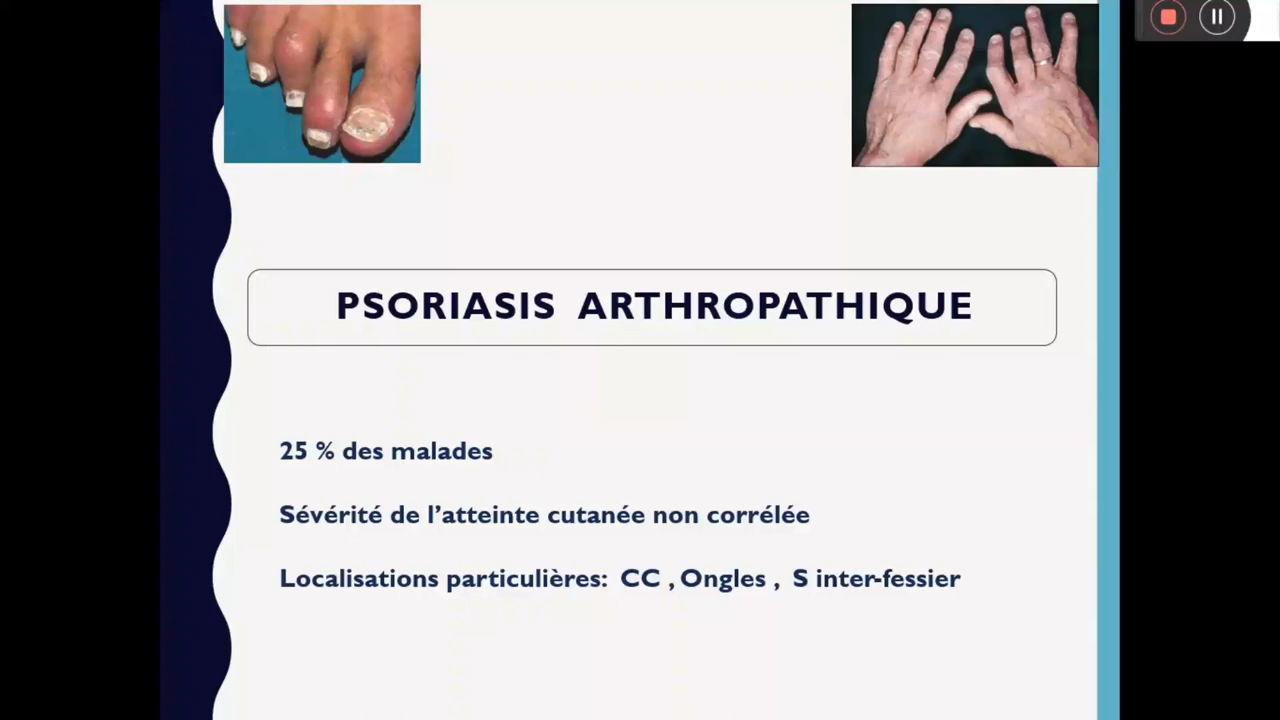 PSORIASIS ARTHROPATHIQUE
25 % des malades
Sévérité de l’atteinte cutanée non corrélée
Localisations particulières: CC , Ongles , S inter-fessier